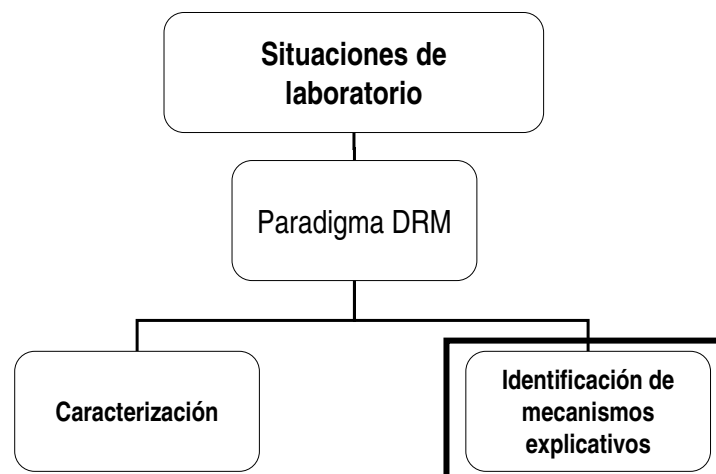 Situaciones de
laboratorio
Paradigma DRM
Caracterización
Identificación de
mecanismos
explicativos